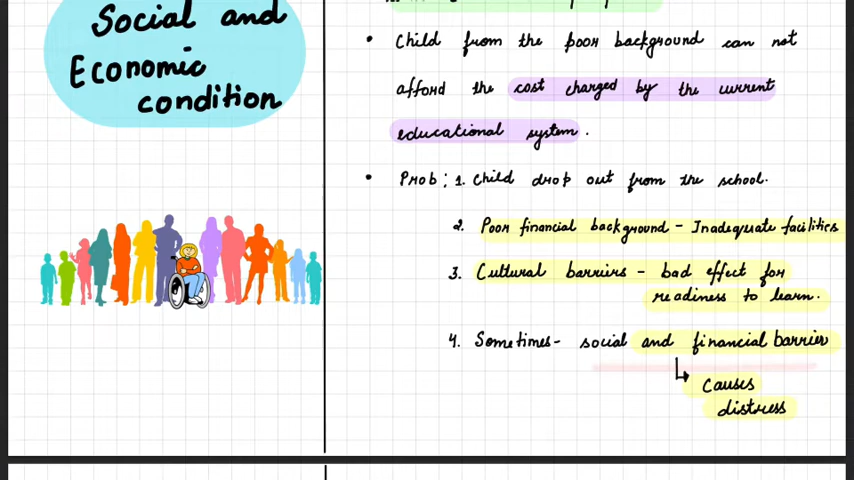 Social and
Economic
condition
• Child from the poor background can not
afford the cost charged by the current
educational system.
• Prob; 1. Child drop out from the school.
2. Poor financial background - Inadequate facilities
3. Cultural barriers - bad effect for
readiness to learn.
4. Sometimes - social and financial barrier
causes
distress